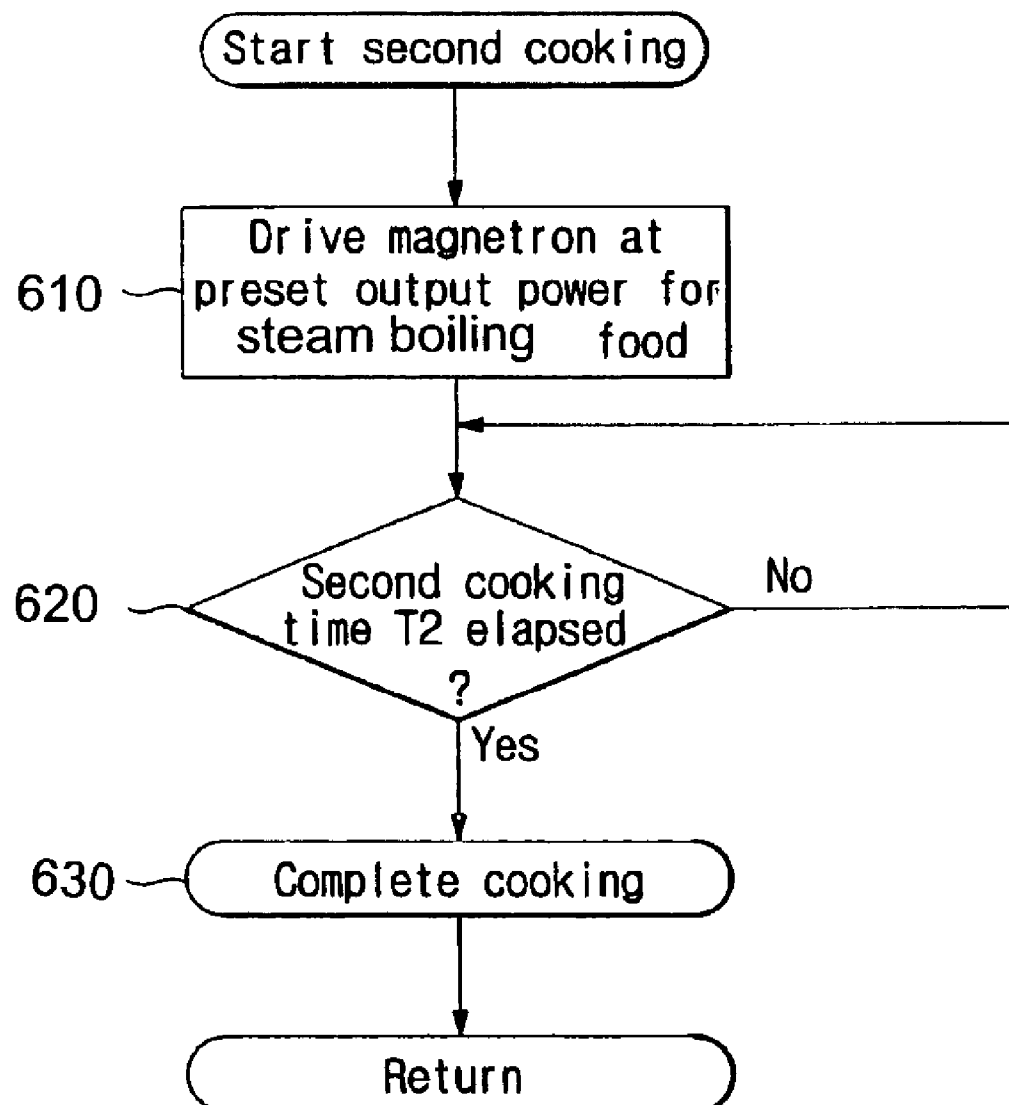 Start second cooking
Drive magnetron at
610
preset output power for
steam boiling food
Second cooking
No
620
time T2 elapsed
?
Yes
630
Complete cooking
Return